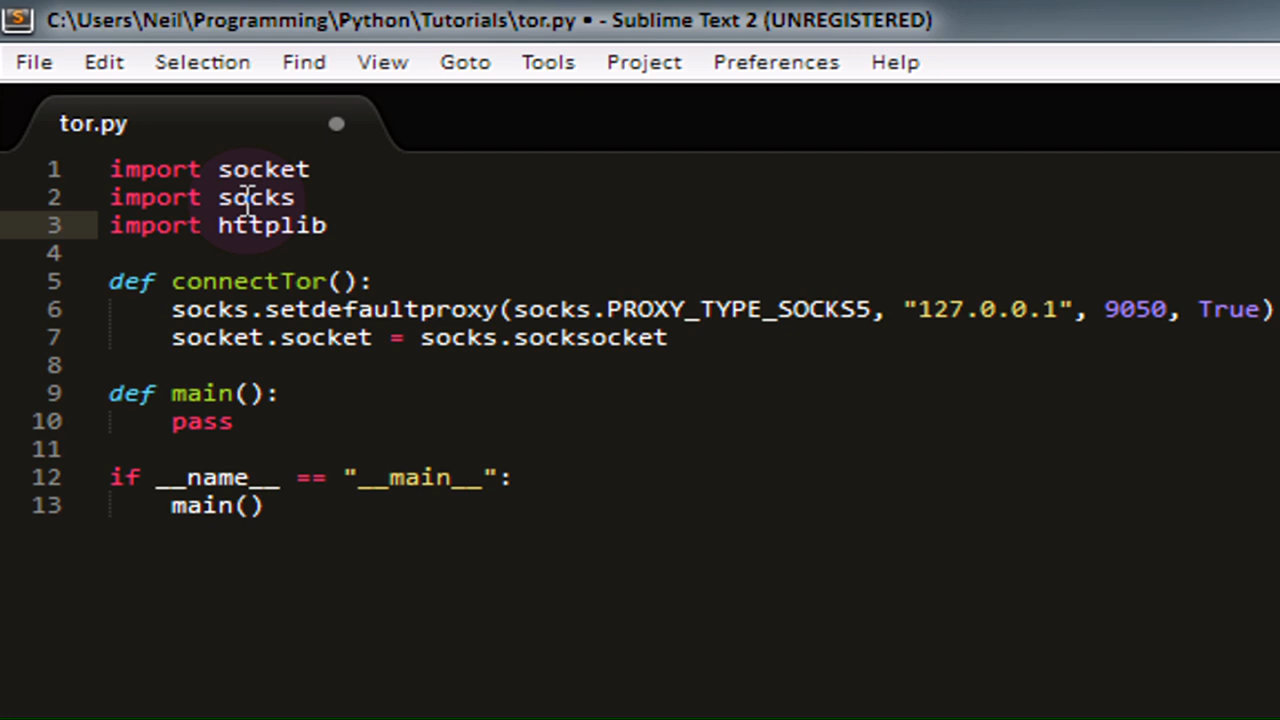 C:\Users\Neil\Programming\Python\Tutorials\tor.py • - Sublime Text 2 (UNREGISTERED)
File Edit Selection Find View Goto Tools Project Preferences Help
tor.py
1 import socket
2 import socks
3 import httplib
4
5 def connectTor():
6 socks.setdefaultproxy(socks.PROXY_TYPE_SOCKS5, "127.0.0.1", 9050, True)
7 socket.socket = socks.socksocket
8
9 def main():
10 pass
11
12 if __name__ == "__main__":
13 main()